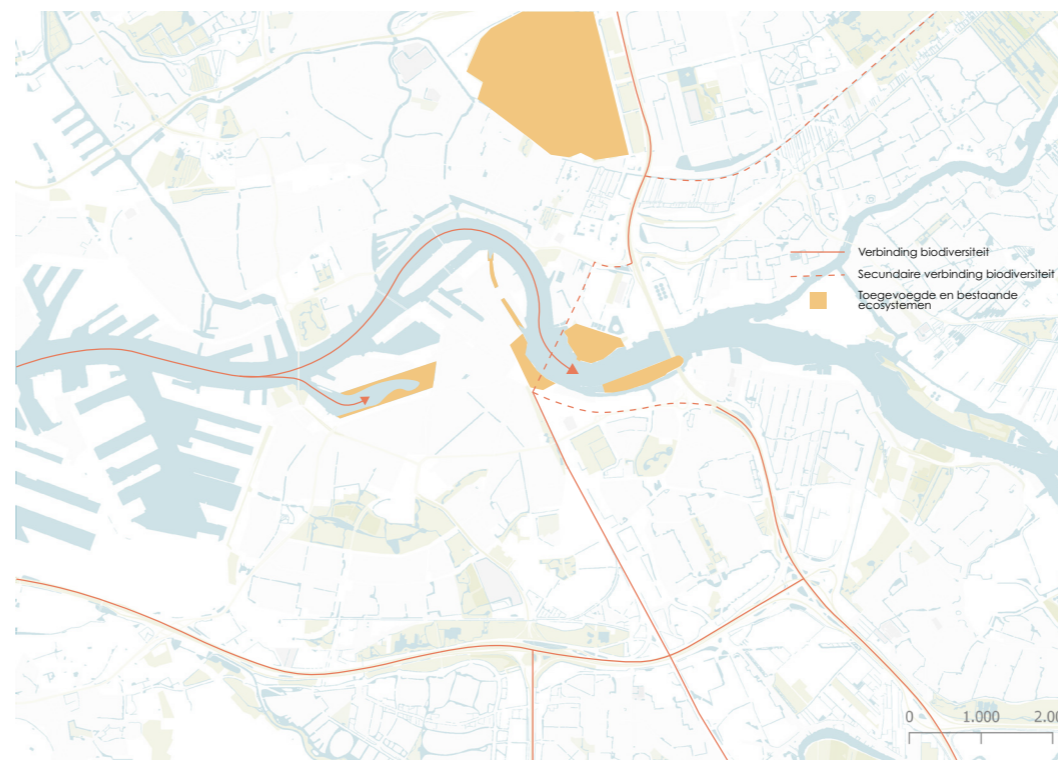 Verbinding biodiversiteit
Secundaire verbinding biodiversiteit
Toegevoegde en bestaande
ecosystemen
0 1.000 2.00